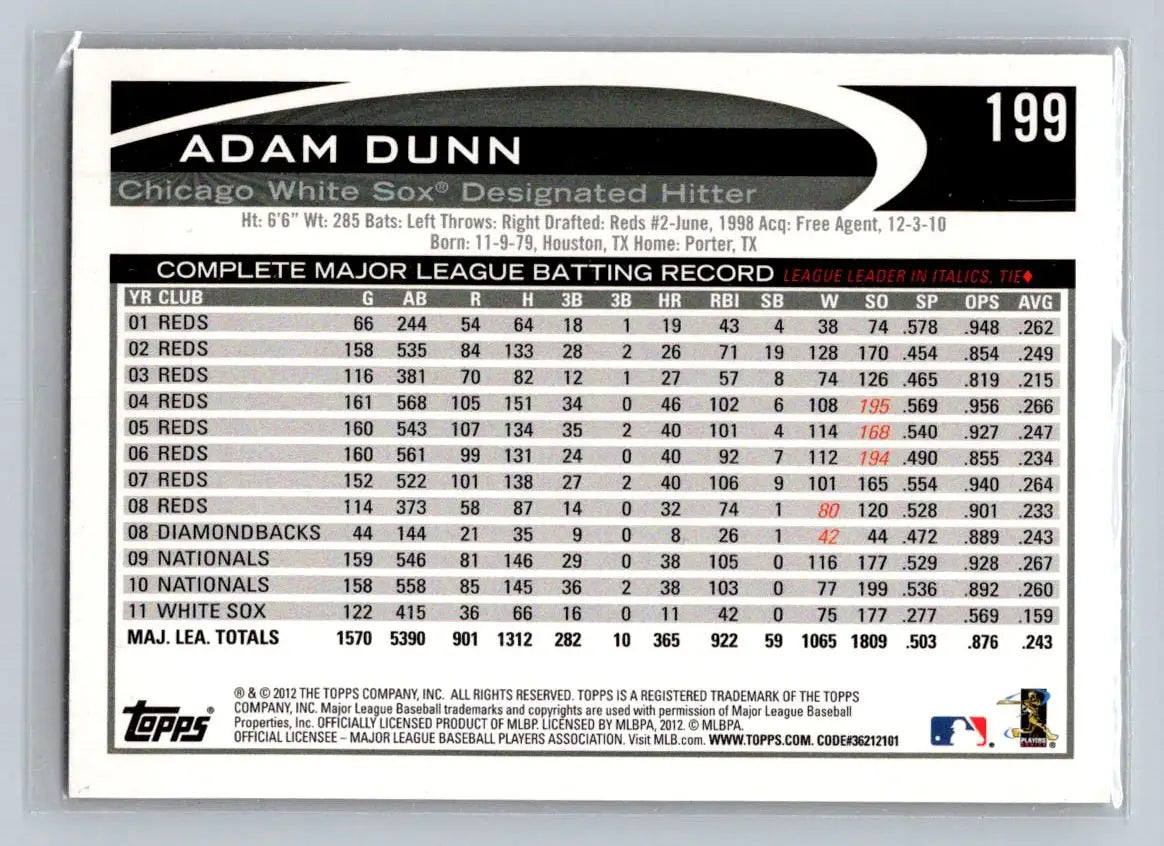 199
ADAM DUNN
Chicago White Sox® Designated Hitter
Ht: 6'6" Wt: 285 Bats: Left Throws: Right Drafted: Reds #2-June, 1998 Acq: Free Agent, 12-3-10
Born: 11-9-79, Houston, TX Home: Porter, TX
COMPLETE MAJOR LEAGUE BATTING RECORD LEAGUE LEADER IN ITALICS, TIE♦
YR CLUB G AB R H 3B 3B HR RBI SB W SO SP OPS AVG
01 REDS 66 244 54 64 18 1 19 43 4 38 74 .578 .948 .262
02 REDS 158 535 84 133 28 2 26 71 19 128 170 .454 .854 .249
03 REDS 116 381 70 82 12 1 27 57 8 74 126 .465 .819 .215
04 REDS 161 568 105 151 34 0 46 102 6 108 195 .569 .956 .266
05 REDS 160 543 107 134 35 2 40 101 4 114 168 .540 .927 .247
06 REDS 160 561 99 131 24 0 40 92 7 112 194 .490 .855 .234
07 REDS 152 522 101 138 27 2 40 106 9 101 165 .554 .940 .264
08 REDS 114 373 58 87 14 0 32 74 1 80 120 .528 .901 .233
08 DIAMONDBACKS 44 144 21 35 9 0 8 26 1 42 44 .472 .889 .243
09 NATIONALS 159 546 81 146 29 0 38 105 0 116 177 .529 .928 .267
10 NATIONALS 158 558 85 145 36 2 38 103 0 77 199 .536 .892 .260
11 WHITE SOX 122 415 36 66 16 0 11 42 0 75 177 .277 .569 .159
MAJ. LEA. TOTALS 1570 5390 901 1312 282 10 365 922 59 1065 1809 .503 .876 .243
topps®
® & © 2012 THE TOPPS COMPANY, INC. ALL RIGHTS RESERVED. TOPPS IS A REGISTERED TRADEMARK OF THE TOPPS
COMPANY, INC. Major League Baseball trademarks and copyrights are used with permission of Major League Baseball
Properties, Inc. OFFICIALLY LICENSED PRODUCT OF MLBP. LICENSED BY MLBPA, 2012. © MLBPA.
OFFICIAL LICENSEE – MAJOR LEAGUE BASEBALL PLAYERS ASSOCIATION. Visit MLB.com. WWW.TOPPS.COM. CODE#36212101
PLAYERS